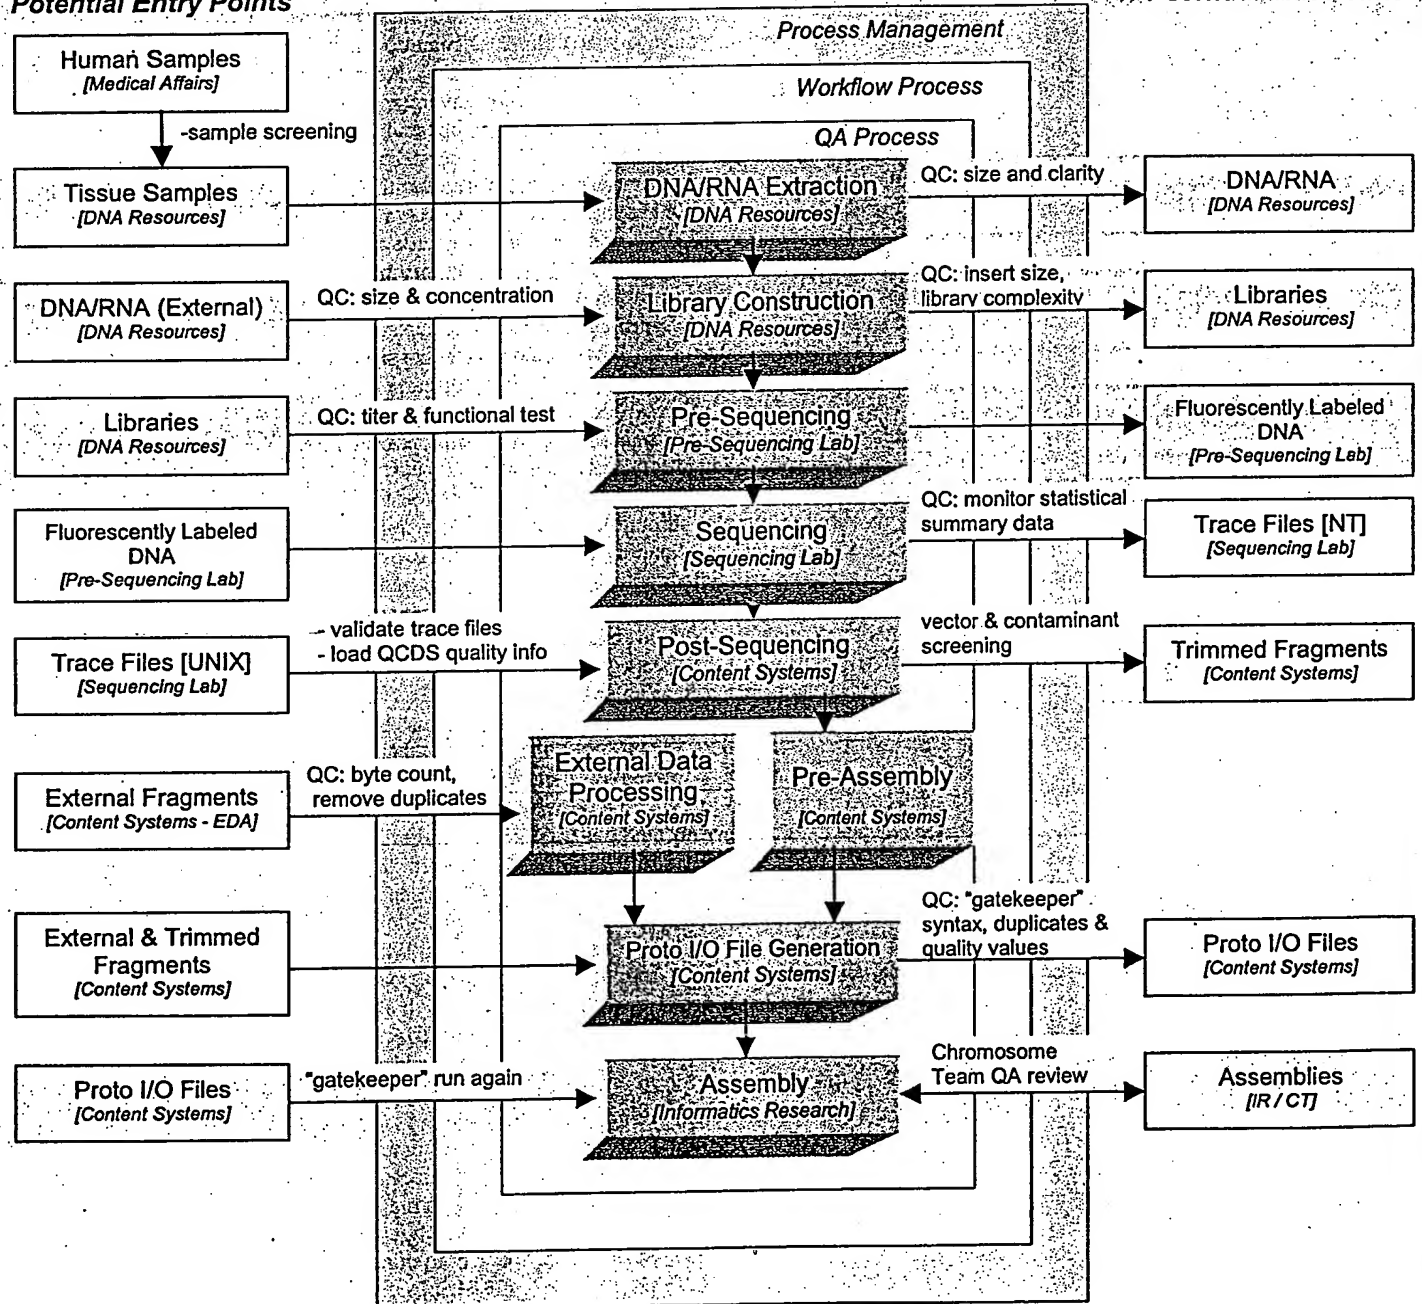 Potential Entry Points
Process Management
Human Samples
[Medical Affairs]
Workflow Process
-sample screening
QA Process
Tissue Samples
[DNA Resources]
DNA/RNA Extraction
[DNA Resources]
QC: size and clarity
DNA/RNA
[DNA Resources]
DNA/RNA (External)
[DNA Resources]
QC: size & concentration
Library Construction
[DNA Resources]
QC: insert size,
library complexity
Libraries
[DNA Resources]
Libraries
[DNA Resources]
QC: titer & functional test
Pre-Sequencing
[Pre-Sequencing Lab]
Fluorescently Labeled
DNA
[Pre-Sequencing Lab]
Fluorescently Labeled
DNA
[Pre-Sequencing Lab]
Sequencing
[Sequencing Lab]
QC: monitor statistical
summary data
Trace Files [NT]
[Sequencing Lab]
Trace Files [UNIX]
[Sequencing Lab]
- validate trace files
- load QCDS quality info
Post-Sequencing
[Content Systems]
vector & contaminant
screening
Trimmed Fragments
[Content Systems]
External Fragments
[Content Systems - EDA]
QC: byte count,
remove duplicates
External Data
Processing
[Content Systems]
Pre-Assembly
[Content Systems]
External & Trimmed
Fragments
[Content Systems]
Proto I/O File Generation
[Content Systems]
QC: "gatekeeper"
syntax, duplicates &
quality values
Proto I/O Files
[Content Systems]
Proto I/O Files
[Content Systems]
"gatekeeper" run again
Assembly
[Informatics Research]
Chromosome
Team QA review
Assemblies
[IR / CT]